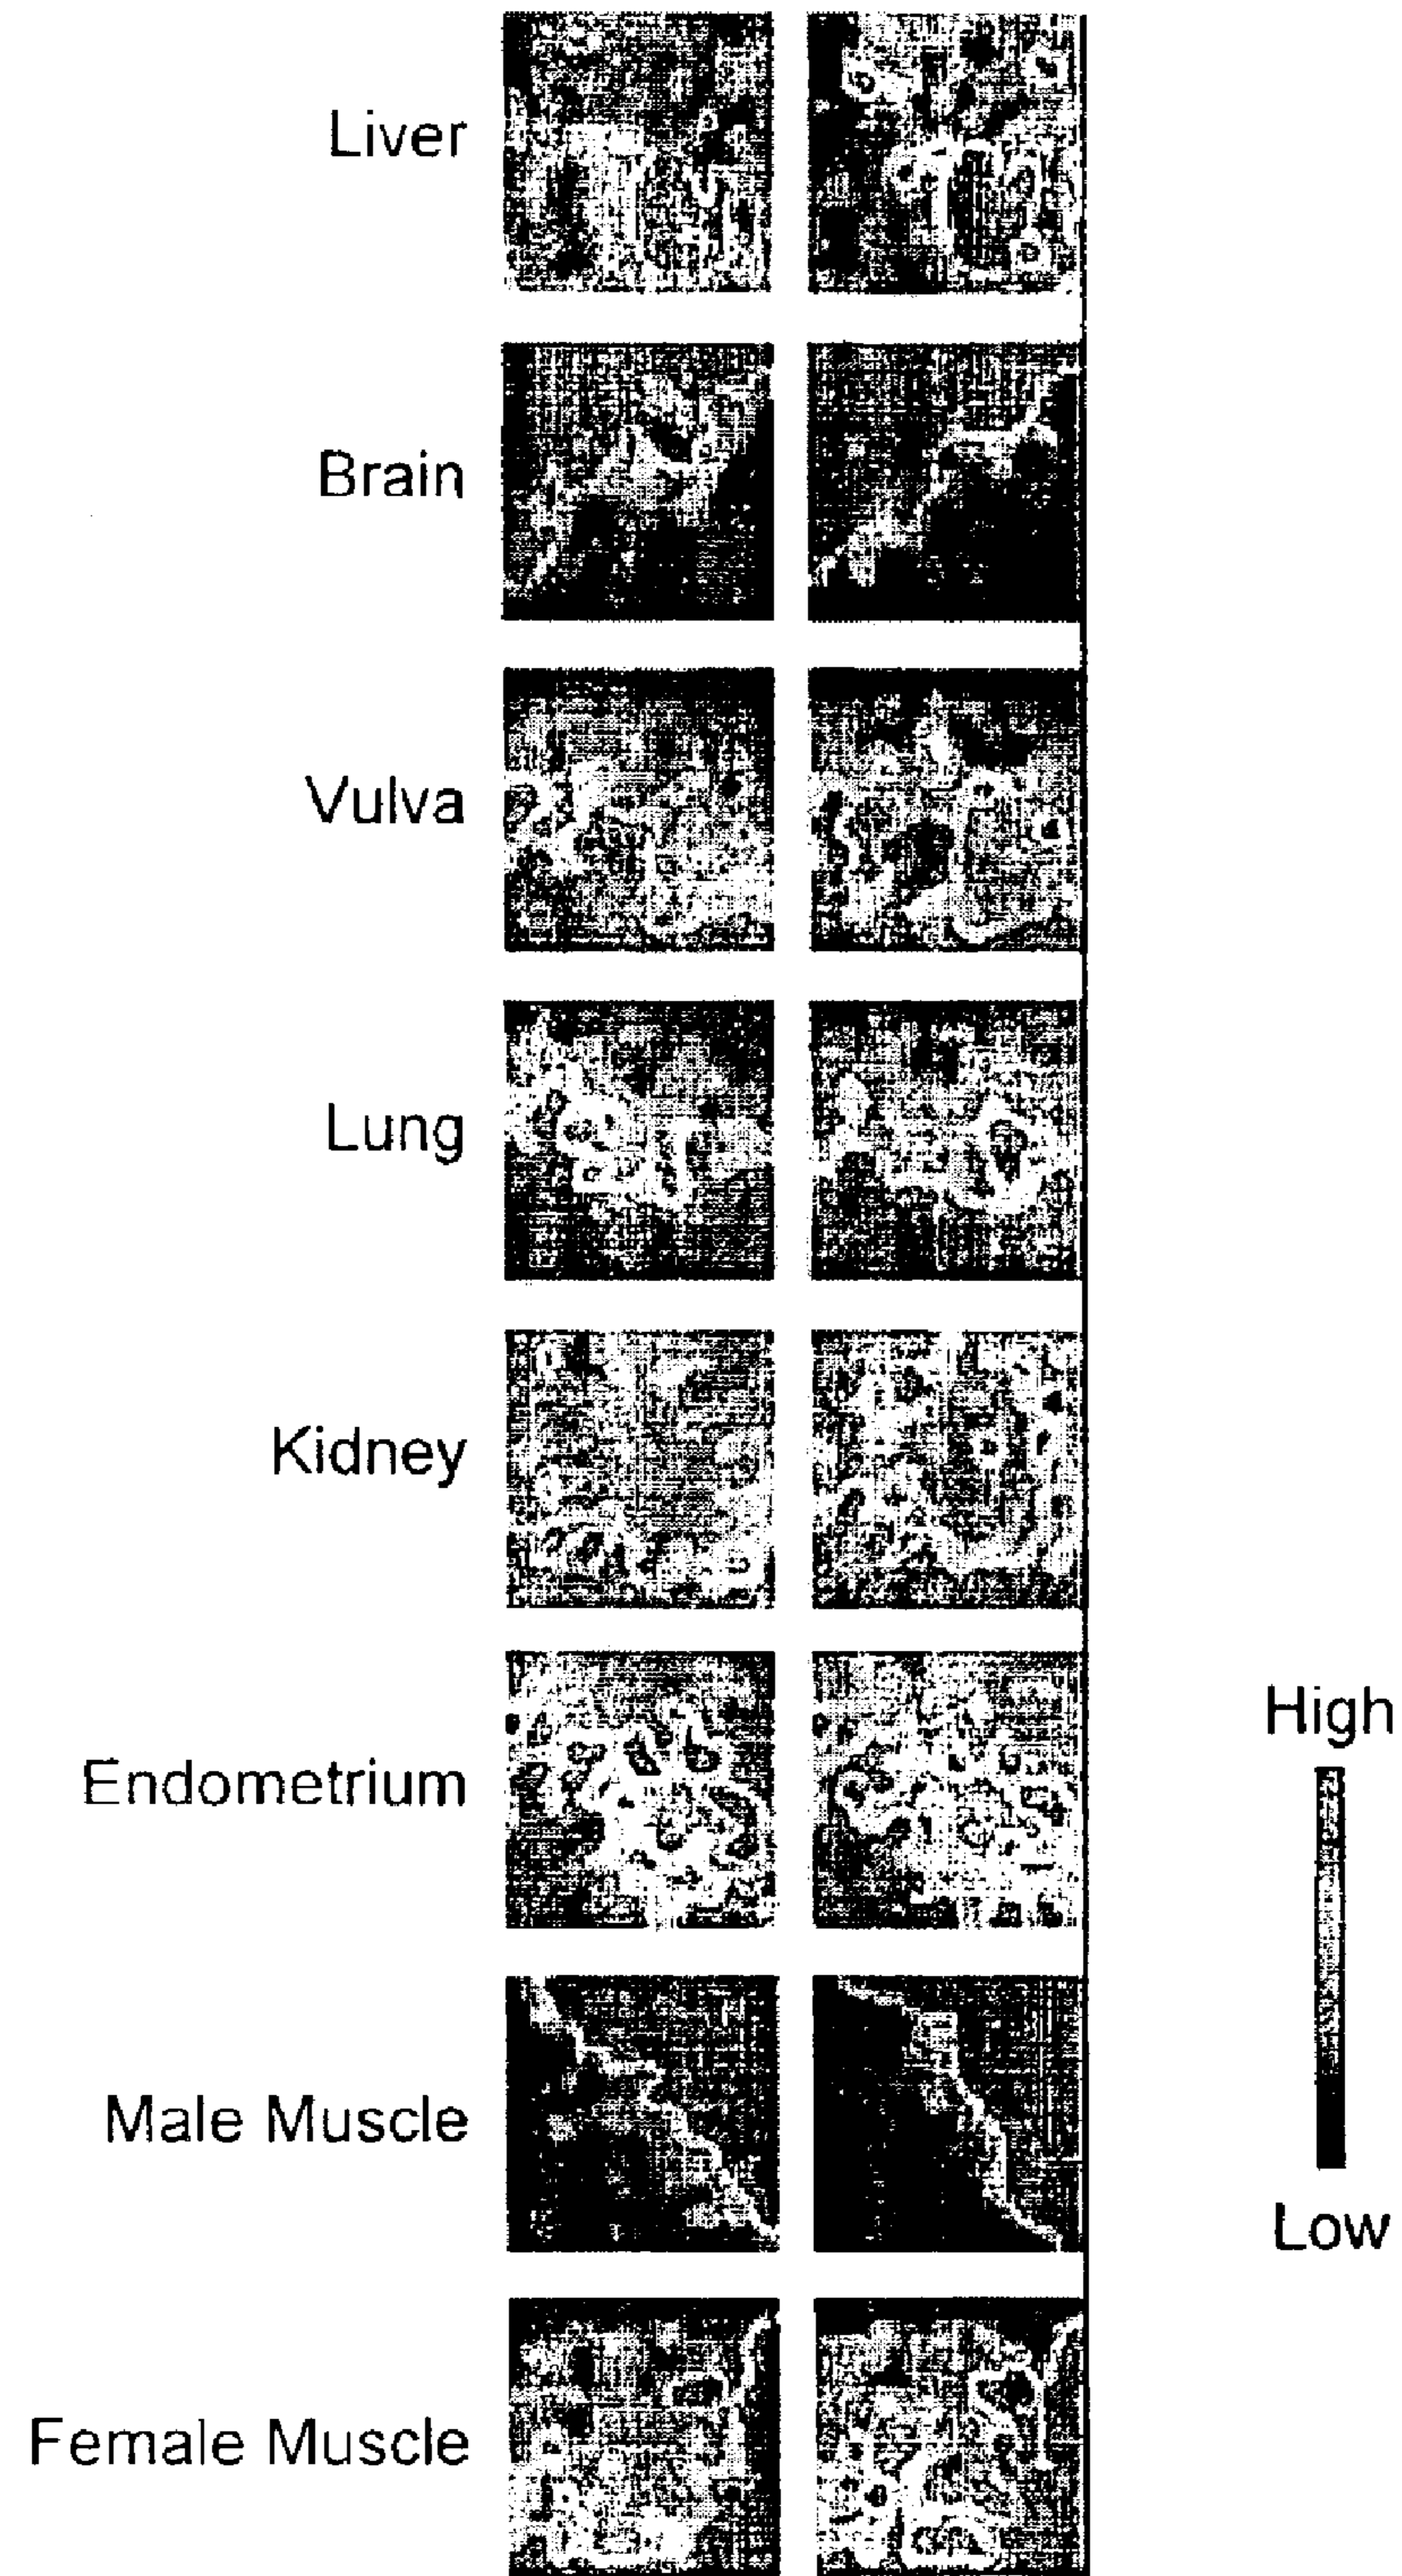 Liver
Brain
Vulva
Lung
Kidney
Endometrium
High
Male Muscle
Low
Female Muscle